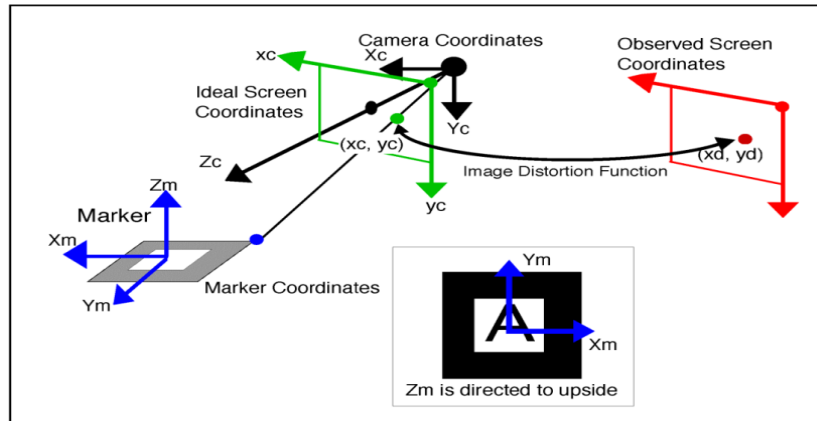 Camera Coordinates
Observed Screen
Coordinates
xc
Xc
Ideal Screen
Coordinates
Yc
(xc, yc)
(xd, yd)
Zc
Image Distortion Function
yc
Zm
Marker
Xm
Ym
Marker Coordinates
Ym
A
Xm
Zm is directed to upside